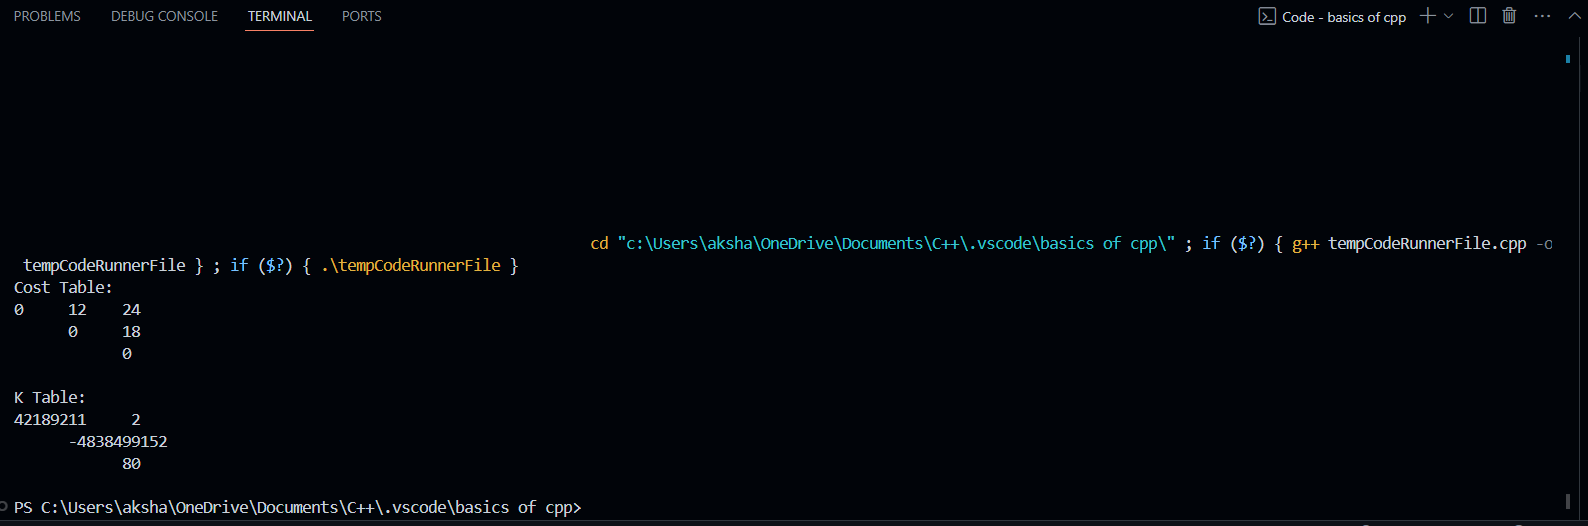 PROBLEMS DEBUG CONSOLE TERMINAL PORTS Code - basics of cpp
cd "c:\Users\aksha\OneDrive\Documents\C++\.vscode\basics of cpp\" ; if ($?) { g++ tempCodeRunnerFile.cpp -o
tempCodeRunnerFile } ; if ($?) { .\tempCodeRunnerFile }
Cost Table:
0 12 24
0 18
0
K Table:
42189211 2
-4838499152
80
PS C:\Users\aksha\OneDrive\Documents\C++\.vscode\basics of cpp>